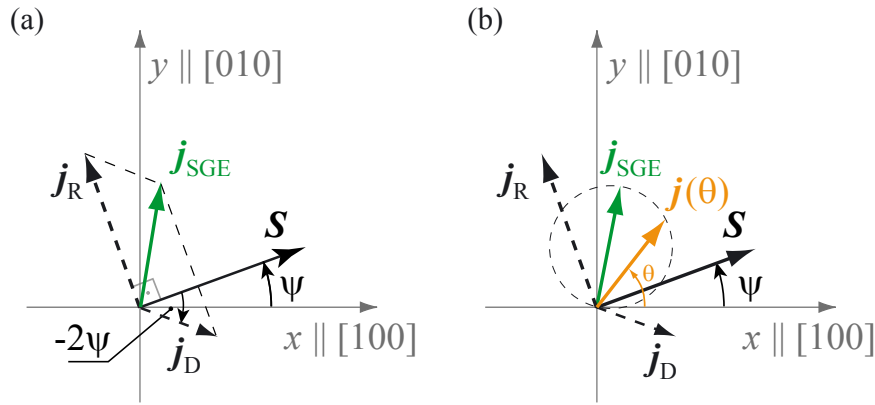 (a)
y || [010]
j_SGE
j_R
S
ψ
-2ψ
j_D
x || [100]
(b)
y || [010]
j_SGE
j(θ)
j_R
S
θ
ψ
x || [100]
j_D